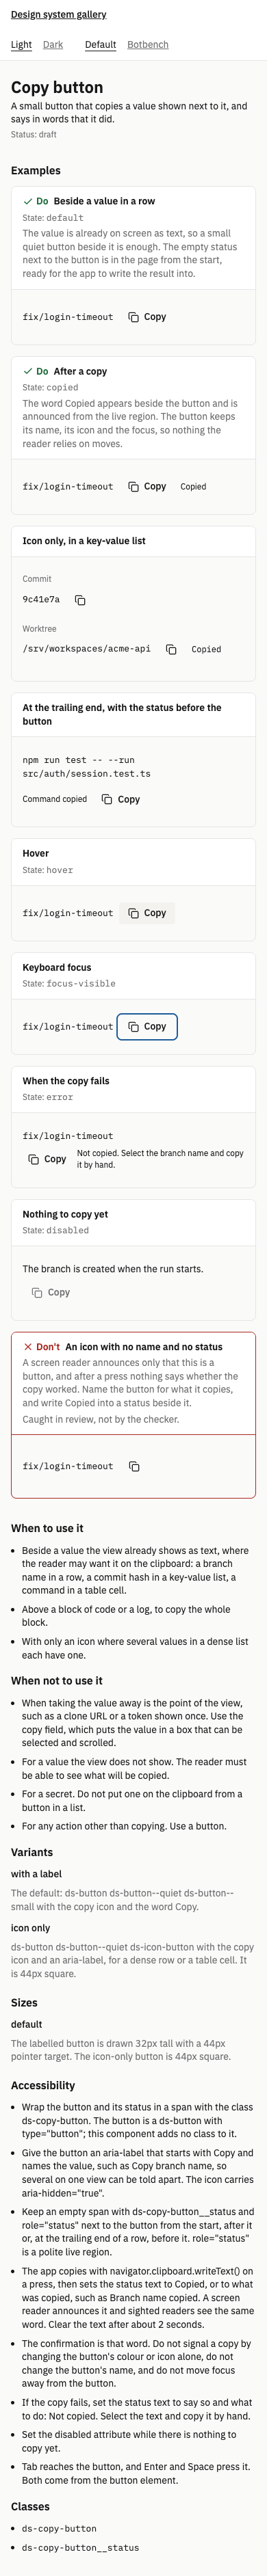 Design system gallery
Light Dark Default Botbench
Copy button
A small button that copies a value shown next to it, and
says in words that it did.
Status: draft
Examples
Do Beside a value in a row
State: default
The value is already on screen as text, so a small
quiet button beside it is enough. The empty status
next to the button is in the page from the start,
ready for the app to write the result into.
fix/login-timeout Copy
Do After a copy
State: copied
The word Copied appears beside the button and is
announced from the live region. The button keeps
its name, its icon and the focus, so nothing the
reader relies on moves.
fix/login-timeout Copy Copied
Icon only, in a key-value list
Commit
9c41e7a
Worktree
/srv/workspaces/acme-api Copied
At the trailing end, with the status before the
button
npm run test -- --run
src/auth/session.test.ts
Command copied Copy
Hover
State: hover
fix/login-timeout Copy
Keyboard focus
State: focus-visible
fix/login-timeout Copy
When the copy fails
State: error
fix/login-timeout
Copy Not copied. Select the branch name and copy
it by hand.
Nothing to copy yet
State: disabled
The branch is created when the run starts.
Copy
Don't An icon with no name and no status
A screen reader announces only that this is a
button, and after a press nothing says whether the
copy worked. Name the button for what it copies,
and write Copied into a status beside it.
Caught in review, not by the checker.
fix/login-timeout
When to use it
Beside a value the view already shows as text, where
the reader may want it on the clipboard: a branch
name in a row, a commit hash in a key-value list, a
command in a table cell.
Above a block of code or a log, to copy the whole
block.
With only an icon where several values in a dense list
each have one.
When not to use it
When taking the value away is the point of the view,
such as a clone URL or a token shown once. Use the
copy field, which puts the value in a box that can be
selected and scrolled.
For a value the view does not show. The reader must
be able to see what will be copied.
For a secret. Do not put one on the clipboard from a
button in a list.
For any action other than copying. Use a button.
Variants
with a label
The default: ds-button ds-button--quiet ds-button--
small with the copy icon and the word Copy.
icon only
ds-button ds-button--quiet ds-icon-button with the copy
icon and an aria-label, for a dense row or a table cell. It
is 44px square.
Sizes
default
The labelled button is drawn 32px tall with a 44px
pointer target. The icon-only button is 44px square.
Accessibility
Wrap the button and its status in a span with the class
ds-copy-button. The button is a ds-button with
type="button"; this component adds no class to it.
Give the button an aria-label that starts with Copy and
names the value, such as Copy branch name, so
several on one view can be told apart. The icon carries
aria-hidden="true".
Keep an empty span with ds-copy-button__status and
role="status" next to the button from the start, after it
or, at the trailing end of a row, before it. role="status"
is a polite live region.
The app copies with navigator.clipboard.writeText() on
a press, then sets the status text to Copied, or to what
was copied, such as Branch name copied. A screen
reader announces it and sighted readers see the same
word. Clear the text after about 2 seconds.
The confirmation is that word. Do not signal a copy by
changing the button's colour or icon alone, do not
change the button's name, and do not move focus
away from the button.
If the copy fails, set the status text to say so and what
to do: Not copied. Select the text and copy it by hand.
Set the disabled attribute while there is nothing to
copy yet.
Tab reaches the button, and Enter and Space press it.
Both come from the button element.
Classes
ds-copy-button
ds-copy-button__status